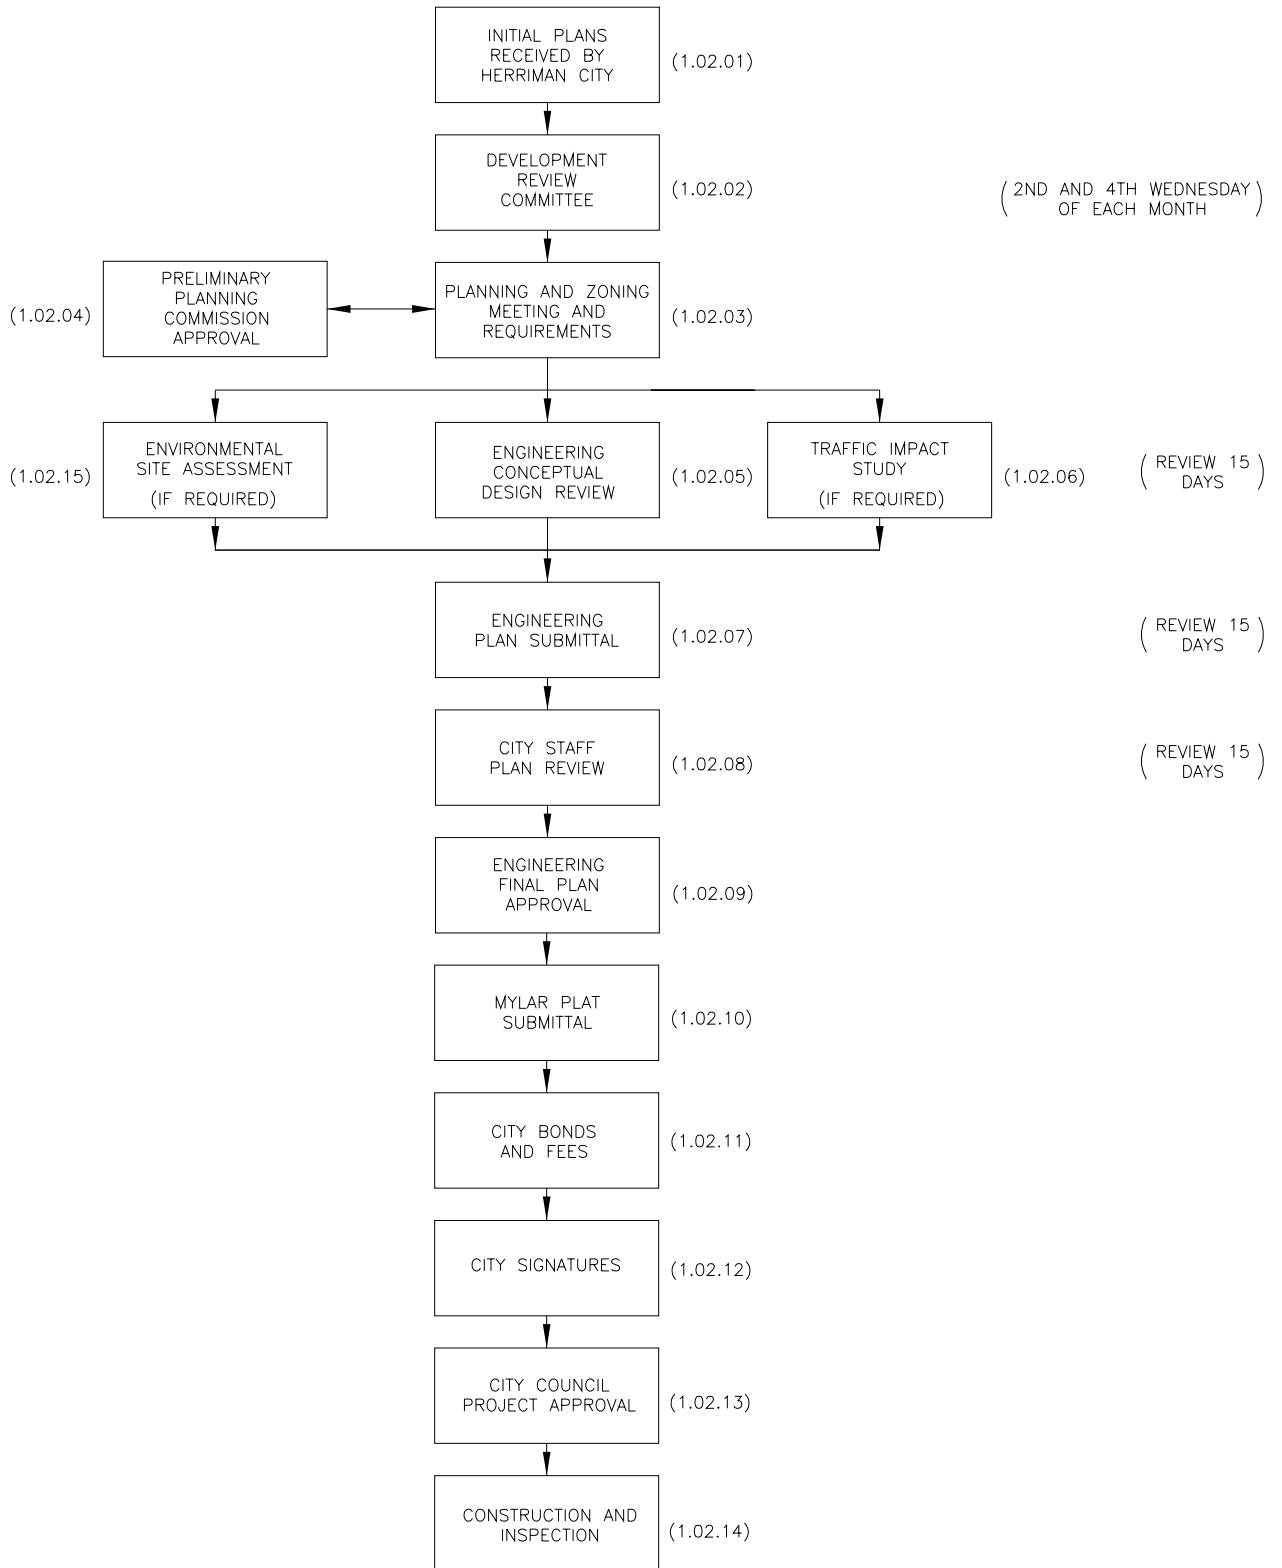 INITIAL PLANS
RECEIVED BY
HERRIMAN CITY
(1.02.01)
DEVELOPMENT
REVIEW
COMMITTEE
(1.02.02)
(2ND AND 4TH WEDNESDAY
OF EACH MONTH)
(1.02.04)
PRELIMINARY
PLANNING
COMMISSION
APPROVAL
PLANNING AND ZONING
MEETING AND
REQUIREMENTS
(1.02.03)
(1.02.15)
ENVIRONMENTAL
SITE ASSESSMENT
(IF REQUIRED)
ENGINEERING
CONCEPTUAL
DESIGN REVIEW
(1.02.05)
TRAFFIC IMPACT
STUDY
(IF REQUIRED)
(1.02.06)
(REVIEW 15
DAYS)
ENGINEERING
PLAN SUBMITTAL
(1.02.07)
(REVIEW 15
DAYS)
CITY STAFF
PLAN REVIEW
(1.02.08)
(REVIEW 15
DAYS)
ENGINEERING
FINAL PLAN
APPROVAL
(1.02.09)
MYLAR PLAT
SUBMITTAL
(1.02.10)
CITY BONDS
AND FEES
(1.02.11)
CITY SIGNATURES
(1.02.12)
CITY COUNCIL
PROJECT APPROVAL
(1.02.13)
CONSTRUCTION AND
INSPECTION
(1.02.14)